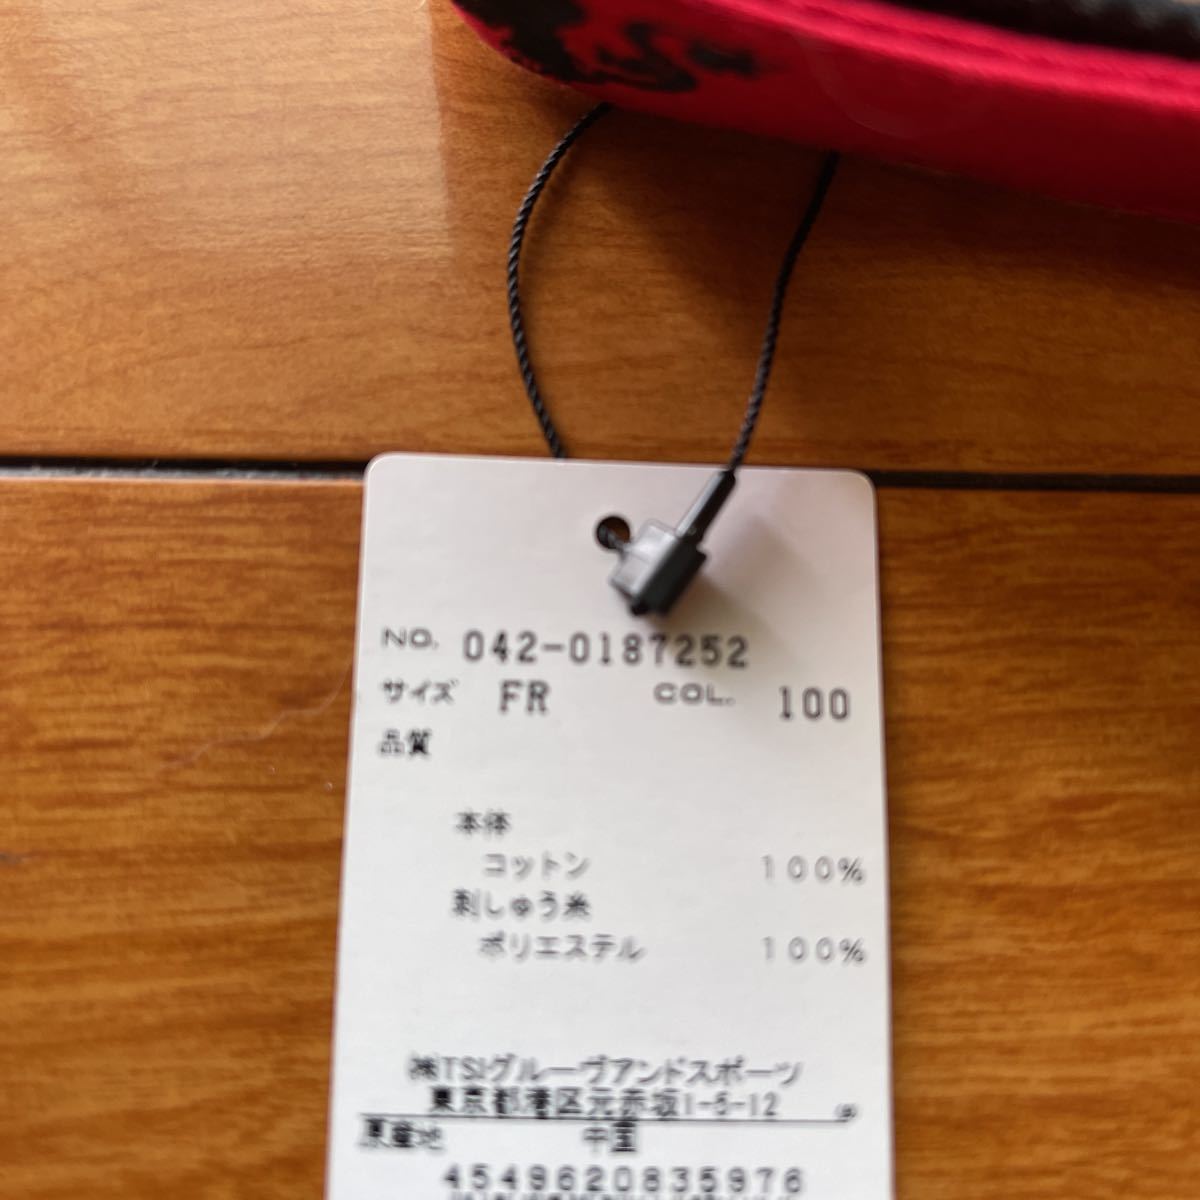 NO. 042-0187252
サイズ FR COL. 100
品質
本体
コットン 100%
刺しゅう糸
ポリエステル 100%
㈱TSIグルーヴアンドスポーツ
東京都港区元赤坂1-5-12
原産地 中国
4549620835976